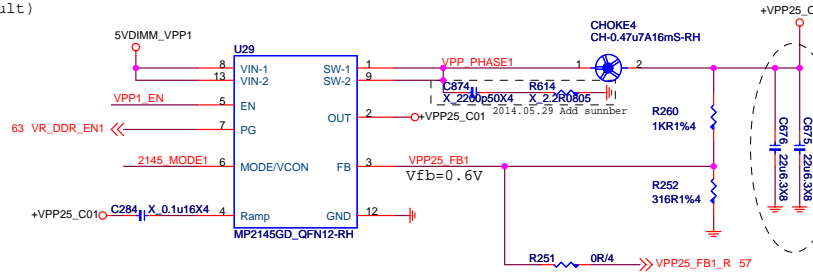 ult)
+VPP25_C
5VDIMM_VPP1
U29
CHOKE4
CH-0.47u7A16mS-RH
8 VIN-1 SW-1 1 VPP_PHASE1 1 2
13 VIN-2 SW-2 9
C874 R614
X_2200p50X4 X_2.2R0805
2014.05.29 Add sunnber
VPP1_EN 5 EN
OUT 2 +VPP25_C01
R260
1KR1%4
63 VR_DDR_EN1 7 PG
C676 22u6.3X8
C675 22u6.3X8
2145_MODE1 6 MODE/VCON FB 3 VPP25_FB1
Vfb=0.6V
R252
316R1%4
+VPP25_C01 C284 X_0.1u16X4 4 Ramp GND 12
MP2145GD_QFN12-RH
R251 0R/4 VPP25_FB1_R 57